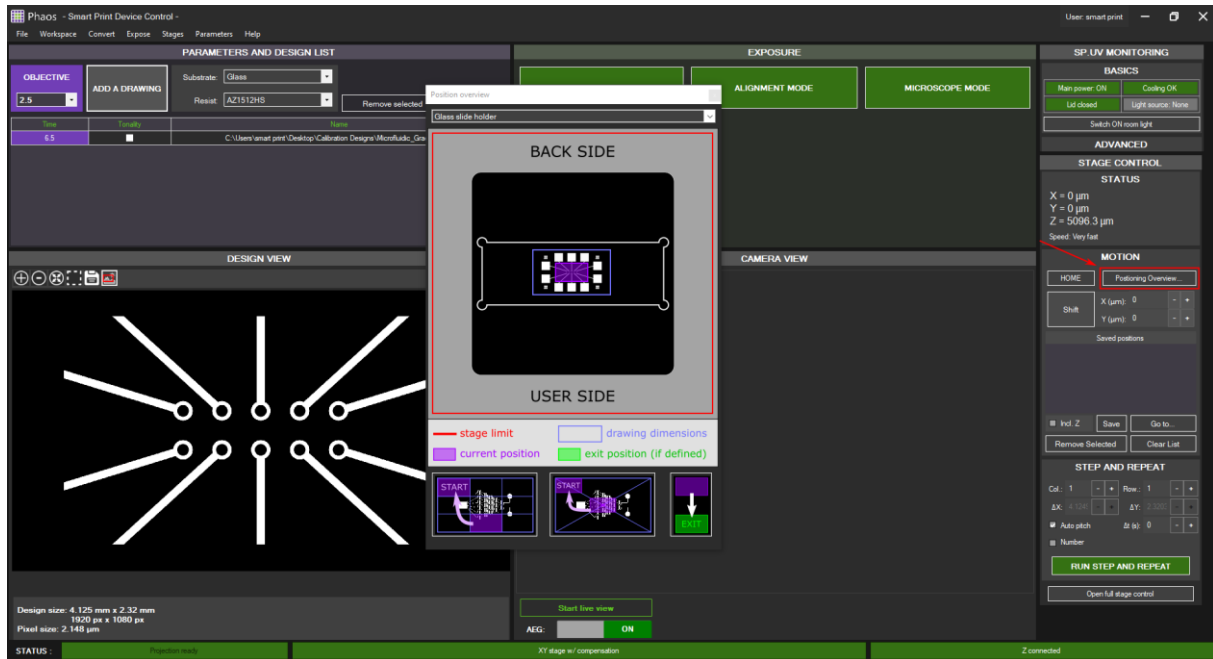 Phaos - Smart Print Device Control -
User: smart print
File Workspace Convert Expose Stages Parameters Help
PARAMETERS AND DESIGN LIST
OBJECTIVE
2.5
ADD A DRAWING
Substrate: Glass
Resist: AZ1512HS
Remove selected
Time Tonality Name
6.5 C:\Users\smart print\Desktop\Calibration Designs\Microfluidic_Gra
DESIGN VIEW
Design size: 4.125 mm x 2.32 mm
1920 px x 1080 px
Pixel size: 2.148 µm
Position overview
Glass slide holder
BACK SIDE
USER SIDE
stage limit
drawing dimensions
current position
exit position (if defined)
START
START
EXIT
EXPOSURE
ALIGNMENT MODE
MICROSCOPE MODE
CAMERA VIEW
Start live view
AEG: ON
SP.UV MONITORING
BASICS
Main power: ON
Cooling OK
Lid closed
Light source: None
Switch ON room light
ADVANCED
STAGE CONTROL
STATUS
X = 0 µm
Y = 0 µm
Z = 5096.3 µm
Speed: Very fast
MOTION
HOME
Positioning Overview...
Shift
X (µm): 0 - +
Y (µm): 0 - +
Saved positions
Incl. Z
Save
Go to...
Remove Selected
Clear List
STEP AND REPEAT
Col.: 1 - + Row.: 1 - +
ΔX: - + ΔY: - +
Auto pitch Δt (s): 0 - +
Number
RUN STEP AND REPEAT
Open full stage control
STATUS :
Projection ready
XY stage w/ compensation
Z connected